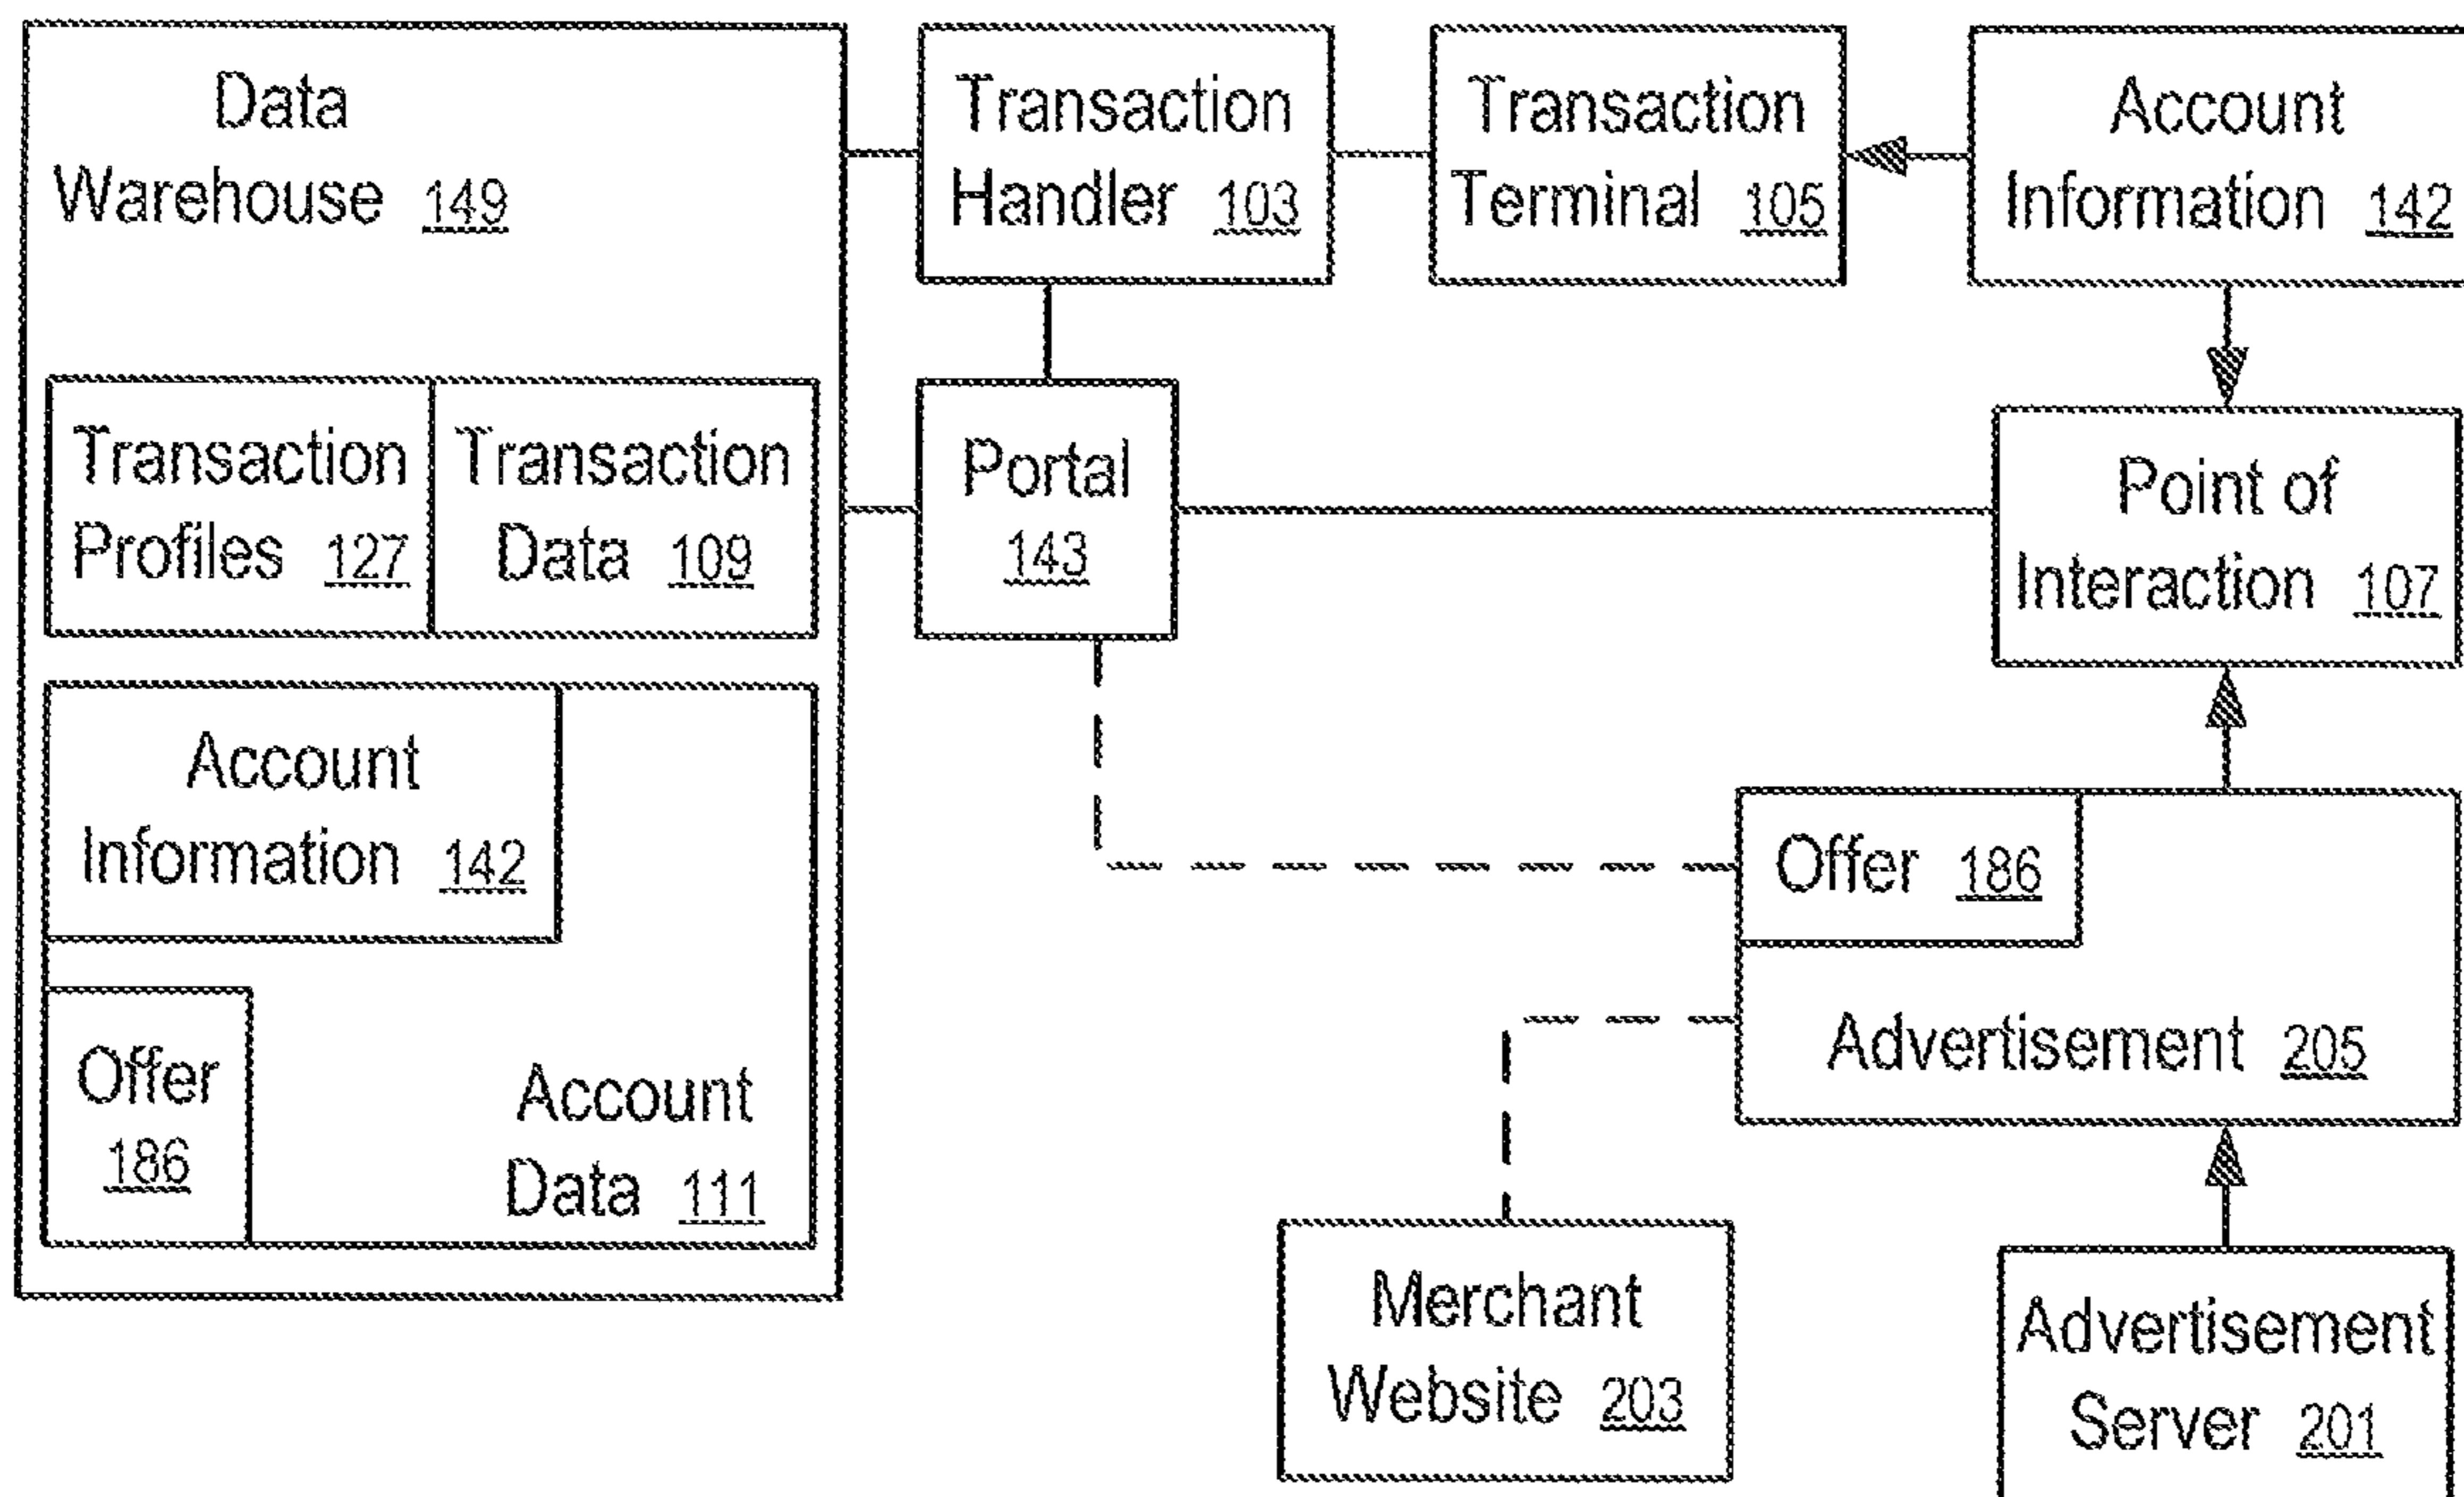 Data
Warehouse 149
Transaction
Handler 103
Transaction
Terminal 105
Account
Information 142
Transaction
Profiles 127
Transaction
Data 109
Portal
143
Point of
Interaction 107
Account
Information 142
Offer
186
Account
Data 111
Offer 186
Advertisement 205
Merchant
Website 203
Advertisement
Server 201